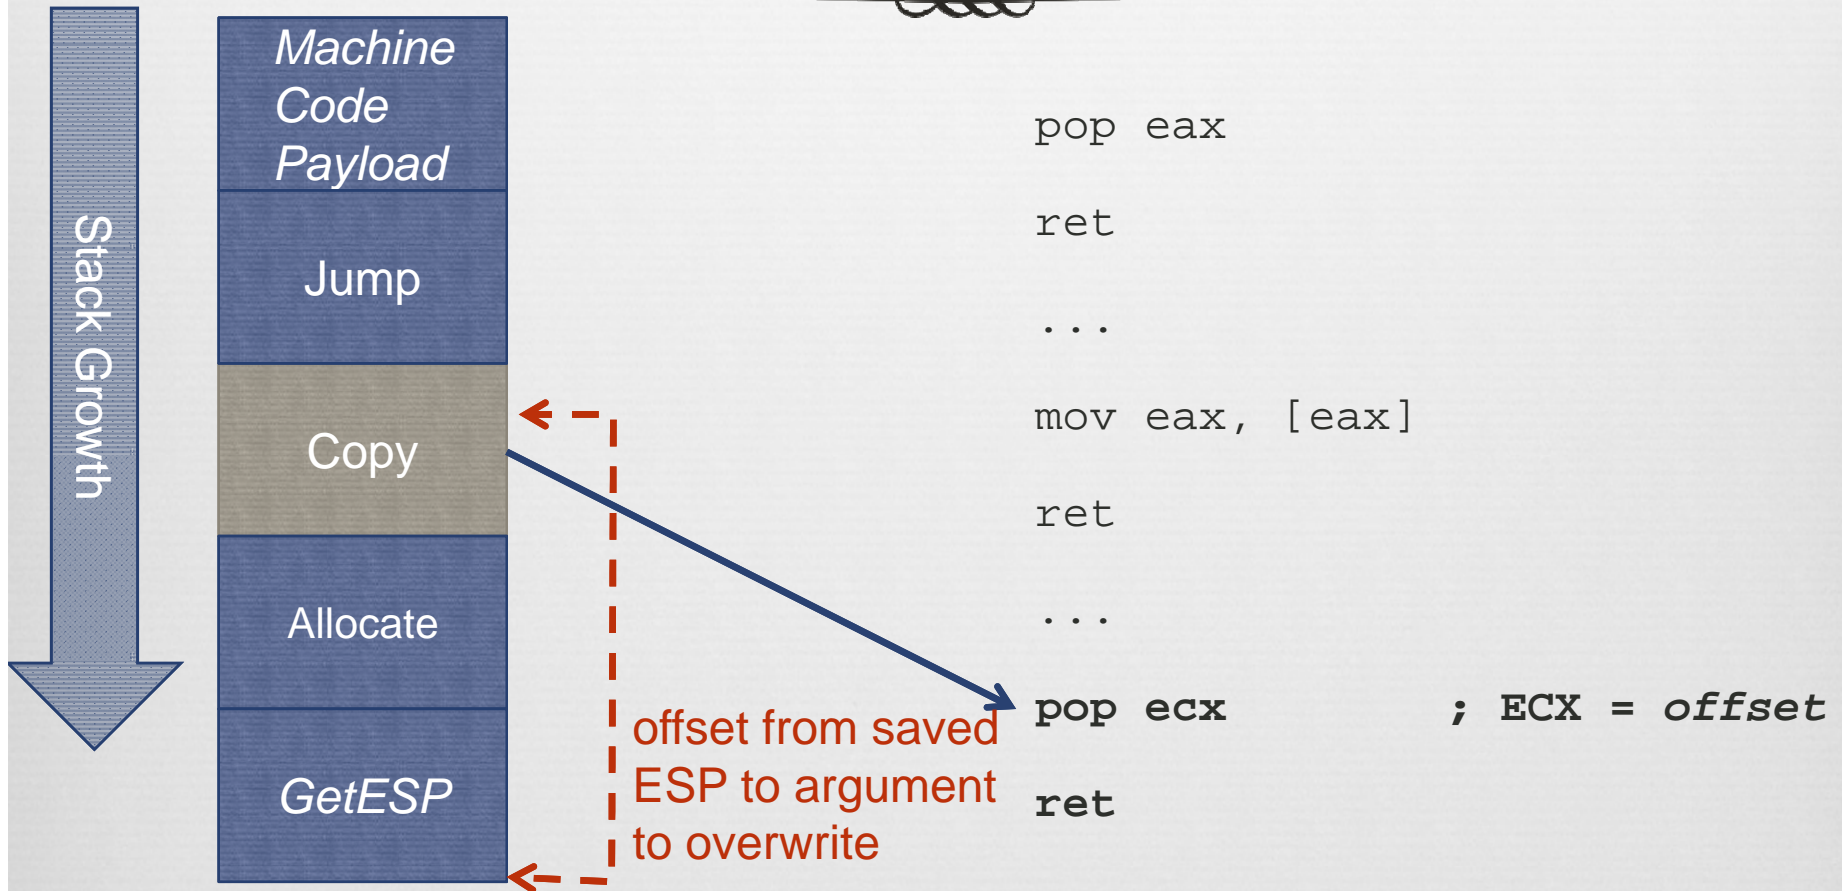 Stack Growth
Machine
Code
Payload
Jump
Copy
Allocate
GetESP
offset from saved
ESP to argument
to overwrite
pop eax
ret
...
mov eax, [eax]
ret
...
pop ecx ; ECX = offset
ret